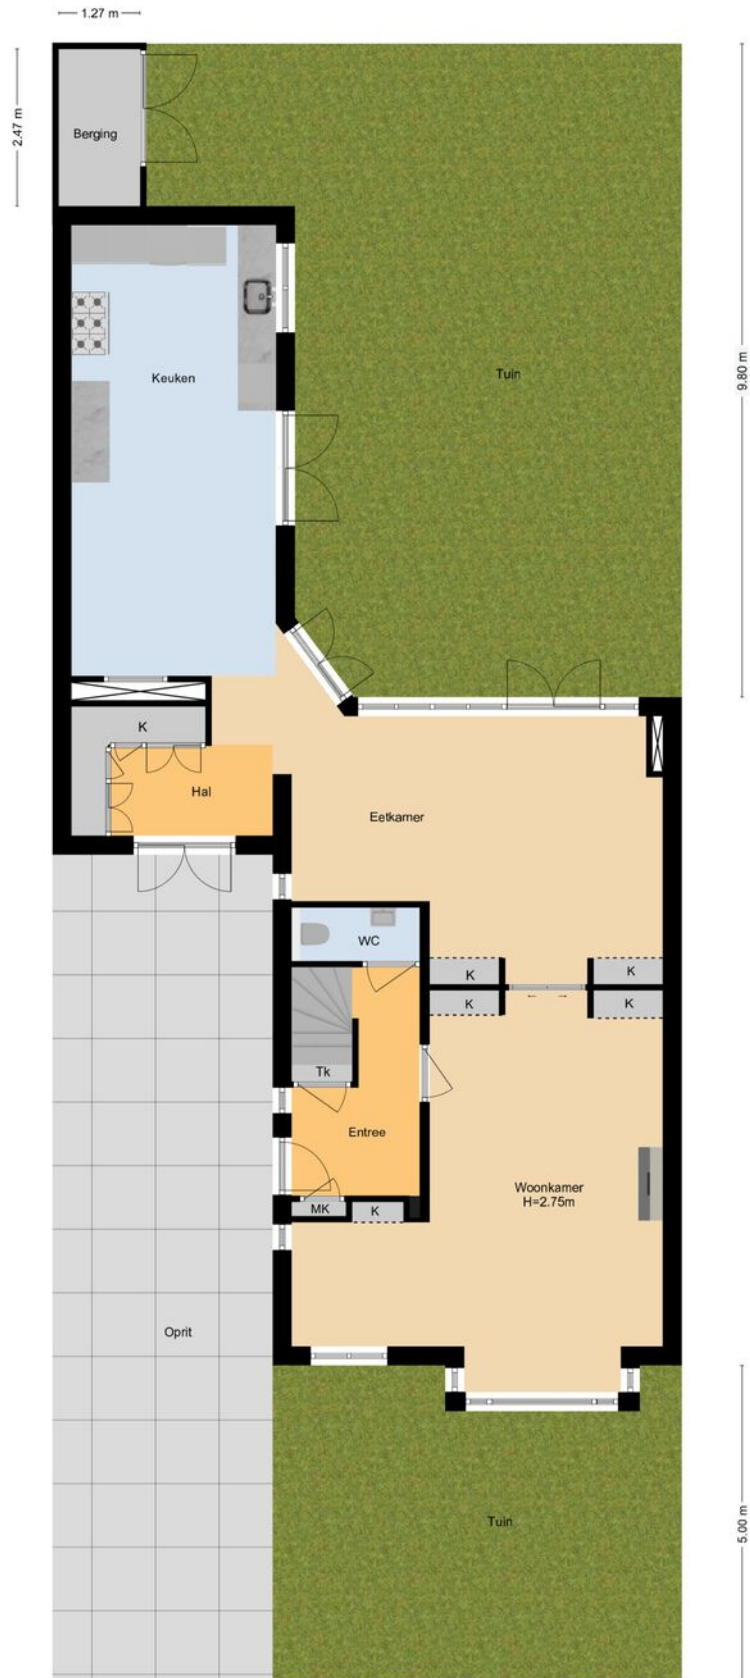 1.27 m
2.47 m
Berging
9.80 m
Tuin
Keuken
K
Hal
Eetkamer
WC
K
K
K
K
Tk
Entree
Woonkamer
H=2.75m
MK
K
Oprit
Tuin
5.00 m